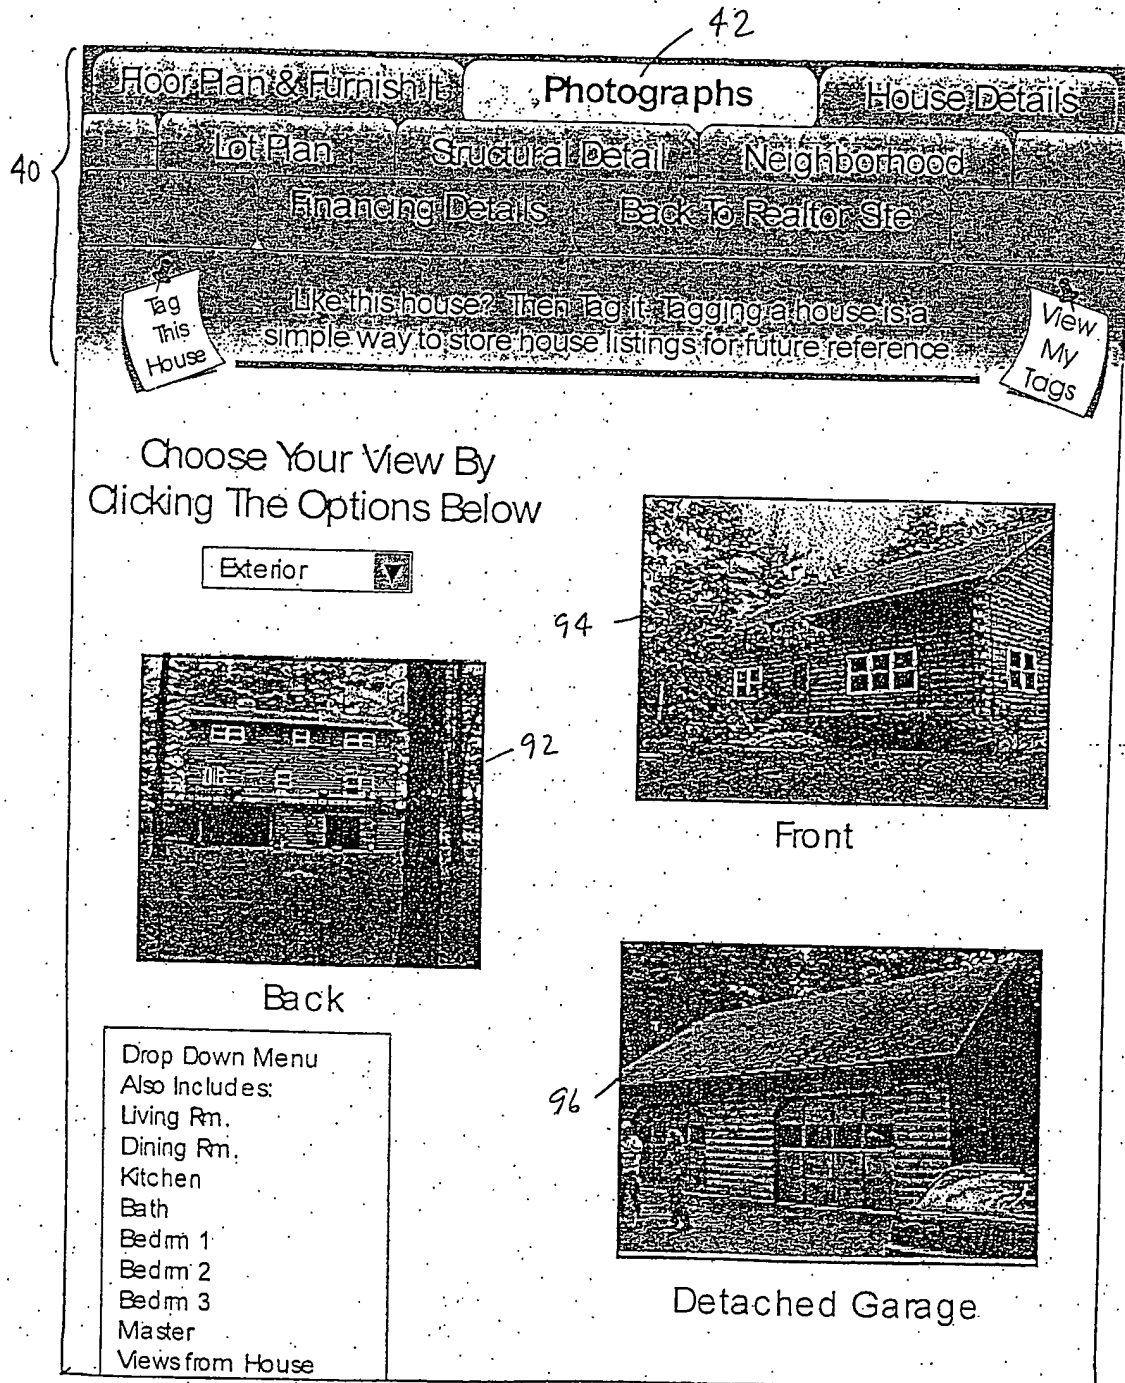 42
Floor Plan & Furnish It
Photographs
House Details
40
Lot Plan
Structural Detail
Neighborhood
Financing Details
Back To Realtor Site
Tag
This
House
Like this house? Then Tag it. Tagging a house is a
simple way to store house listings for future reference
View
My
Tags
Choose Your View By
Clicking The Options Below
Exterior
94
92
Front
Back
96
Detached Garage
Drop Down Menu
Also Includes:
Living Rm.
Dining Rm.
Kitchen
Bath
Bedrm 1
Bedrm 2
Bedrm 3
Master
Views from House